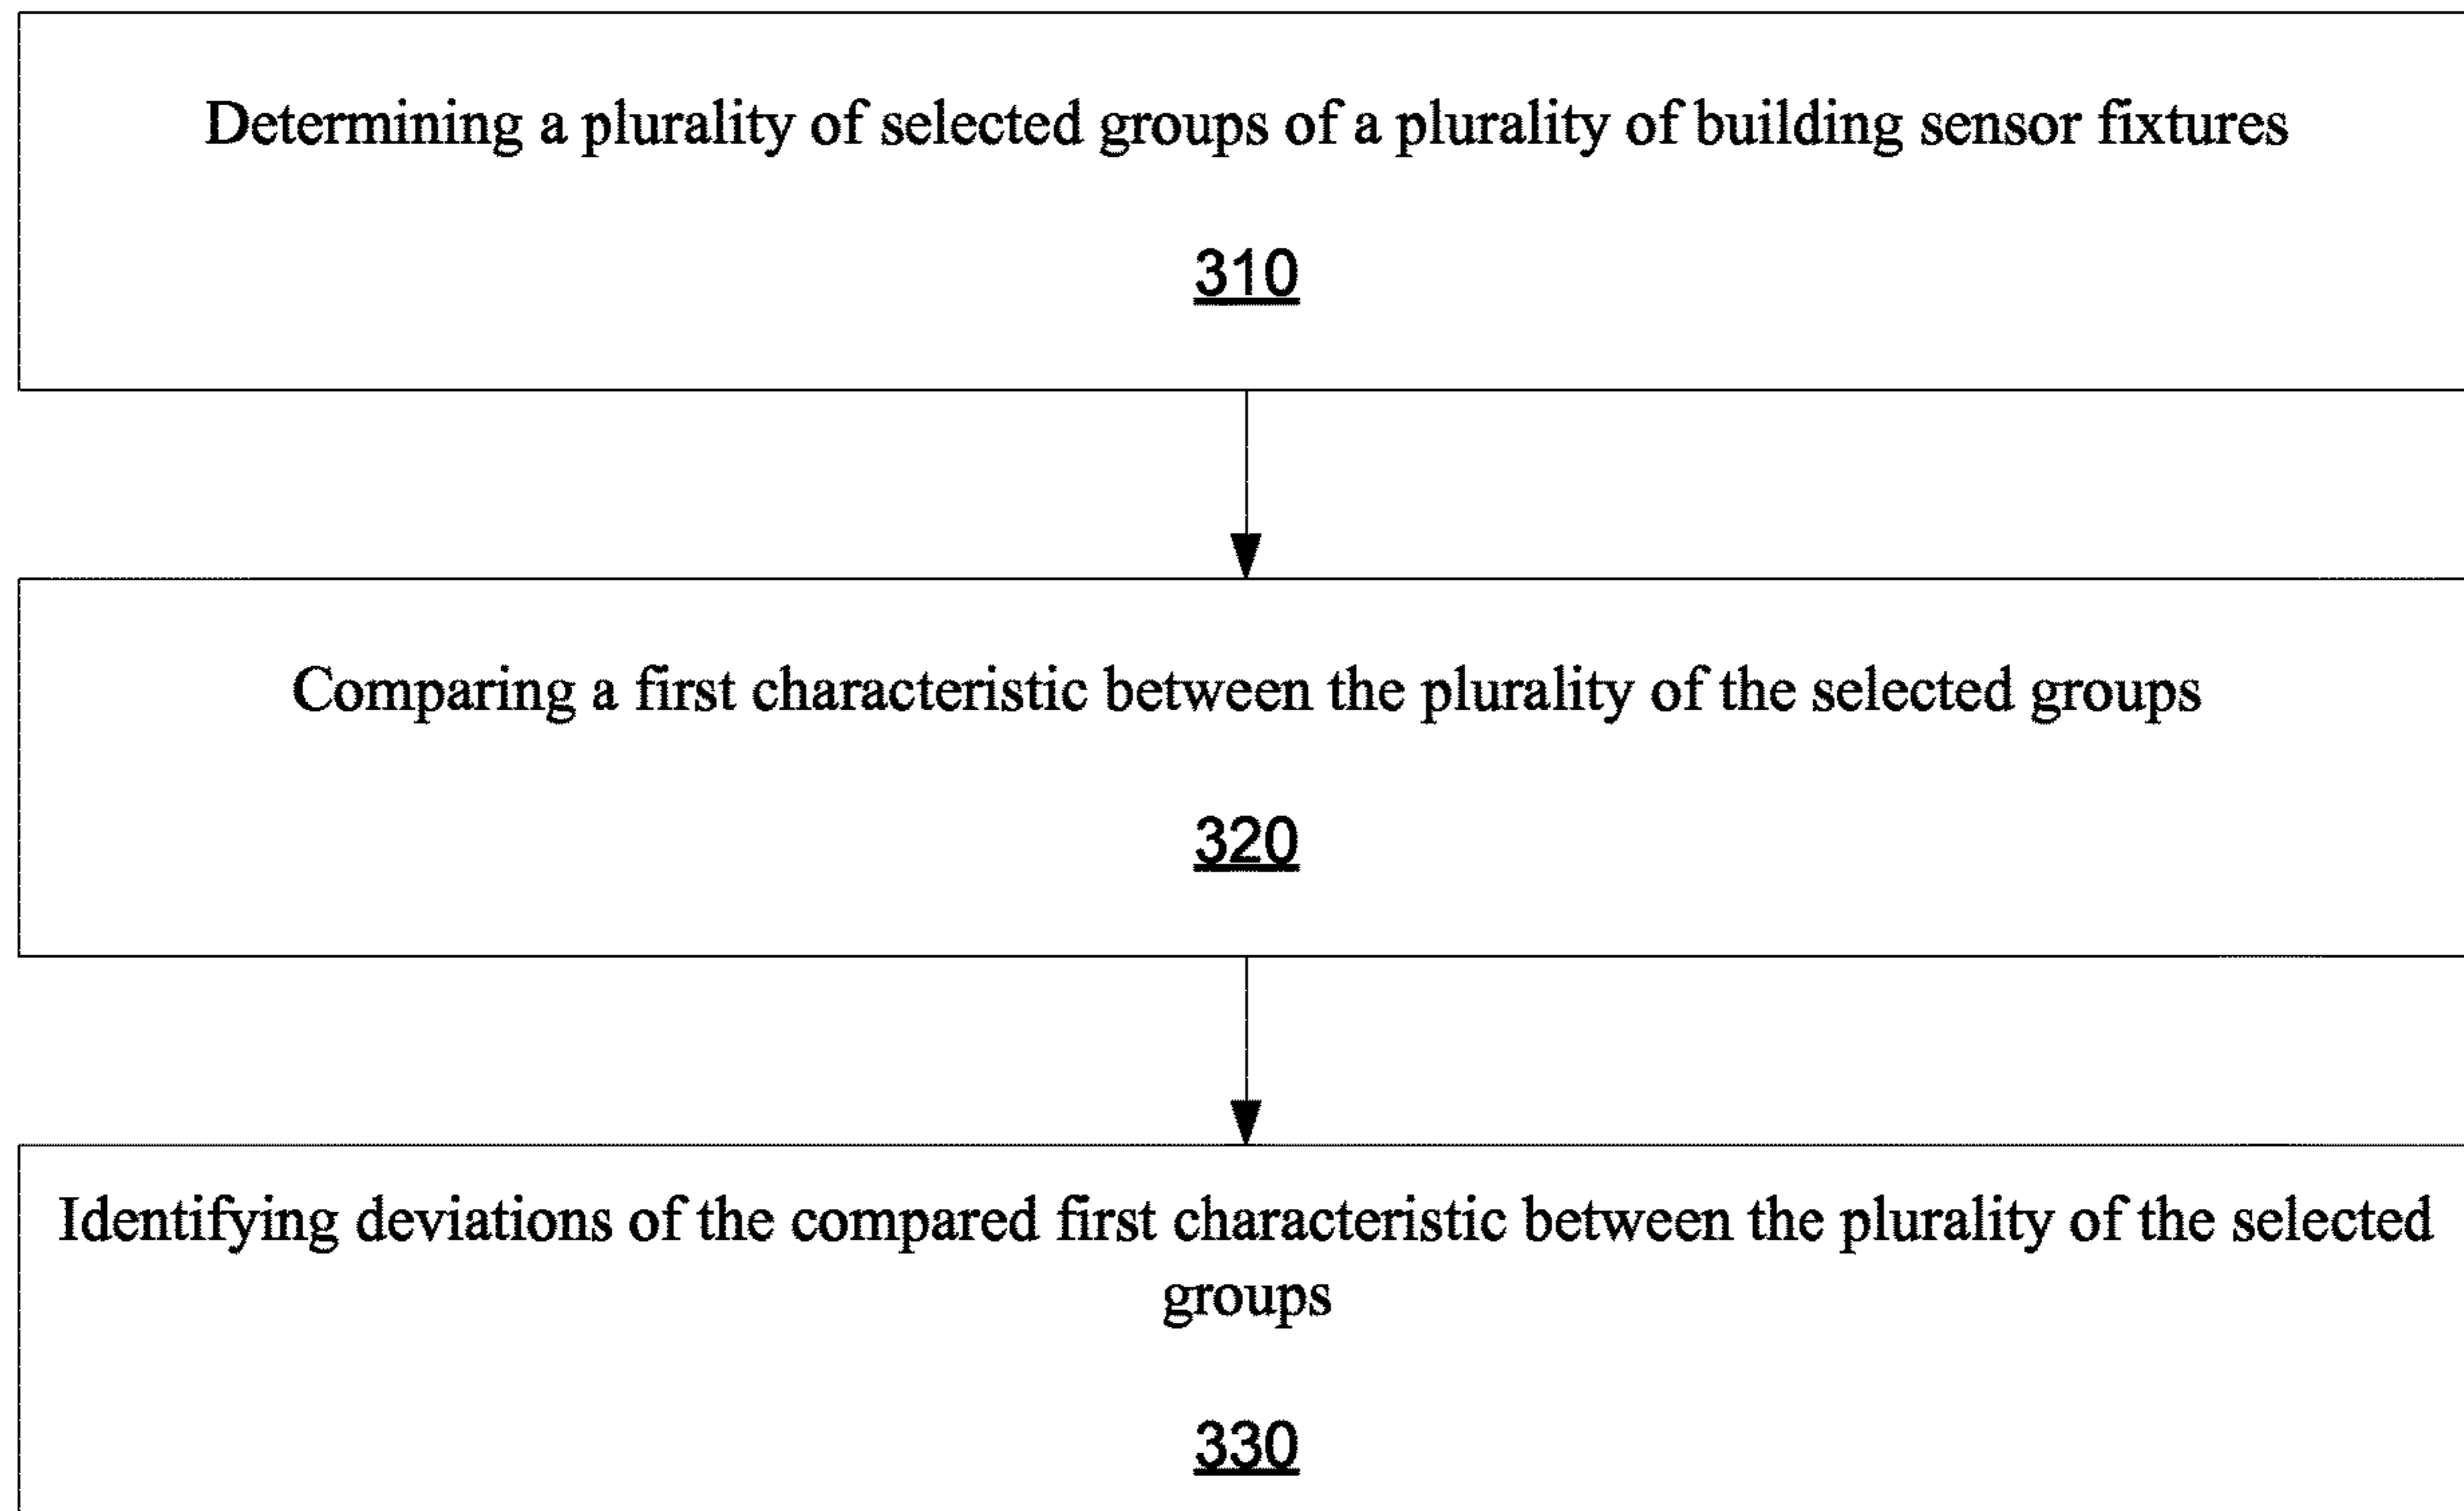 Determining a plurality of selected groups of a plurality of building sensor fixtures
310
Comparing a first characteristic between the plurality of the selected groups
320
Identifying deviations of the compared first characteristic between the plurality of the selected
groups
330